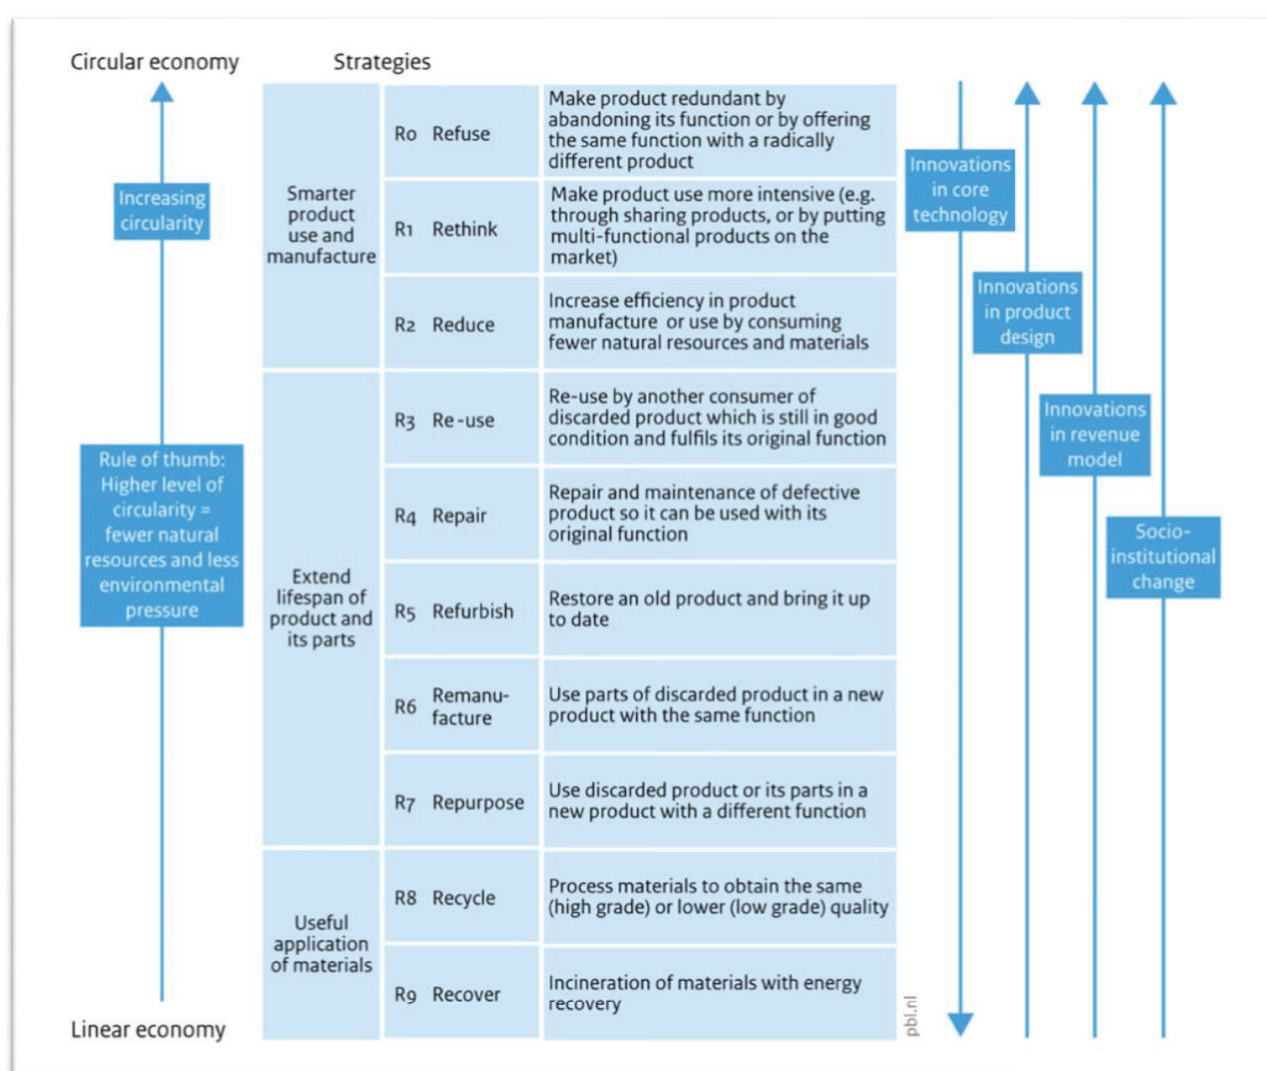 Circular economy
Strategies
Increasing
circularity
Rule of thumb:
Higher level of
circularity =
fewer natural
resources and less
environmental
pressure
Linear economy
Smarter
product
use and
manufacture
R0 Refuse
Make product redundant by
abandoning its function or by offering
the same function with a radically
different product
R1 Rethink
Make product use more intensive (e.g.
through sharing products, or by putting
multi-functional products on the
market)
R2 Reduce
Increase efficiency in product
manufacture or use by consuming
fewer natural resources and materials
Extend
lifespan of
product and
its parts
R3 Re-use
Re-use by another consumer of
discarded product which is still in good
condition and fulfils its original function
R4 Repair
Repair and maintenance of defective
product so it can be used with its
original function
R5 Refurbish
Restore an old product and bring it up
to date
R6 Remanu-
facture
Use parts of discarded product in a new
product with the same function
R7 Repurpose
Use discarded product or its parts in a
new product with a different function
Useful
application
of materials
R8 Recycle
Process materials to obtain the same
(high grade) or lower (low grade) quality
R9 Recover
Incineration of materials with energy
recovery
pbl.nl
Innovations
in core
technology
Innovations
in product
design
Innovations
in revenue
model
Socio-
institutional
change